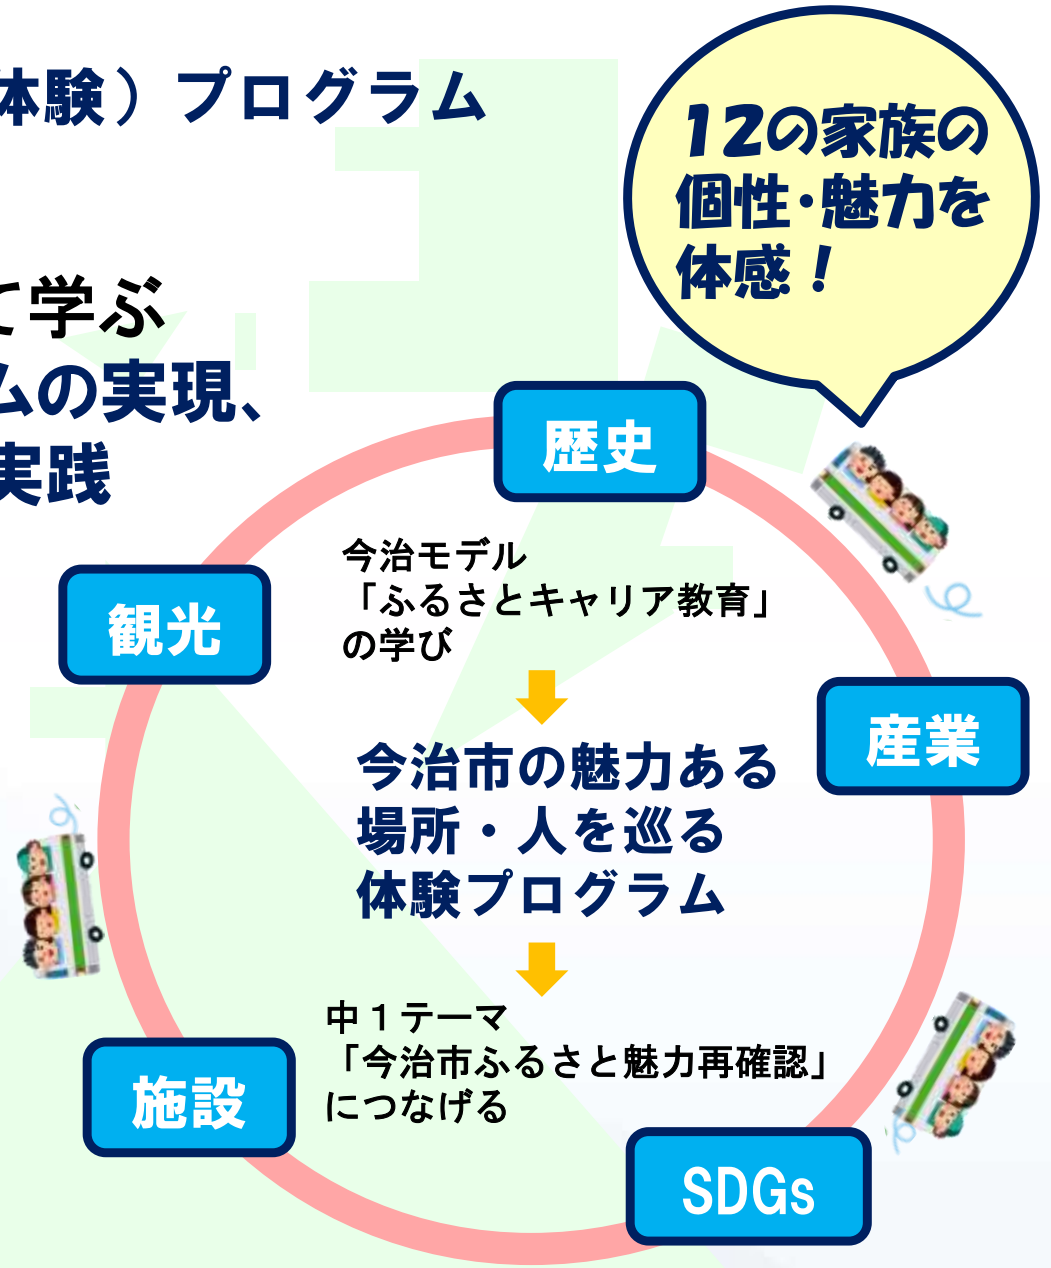 体験）プログラム
12の家族の
個性・魅力を
体感！
て学ぶ
ムの実現、
実践
歴史
観光
今治モデル
「ふるさとキャリア教育」
の学び
産業
今治市の魅力ある
場所・人を巡る
体験プログラム
中１テーマ
「今治市ふるさと魅力再確認」
につなげる
施設
SDGs